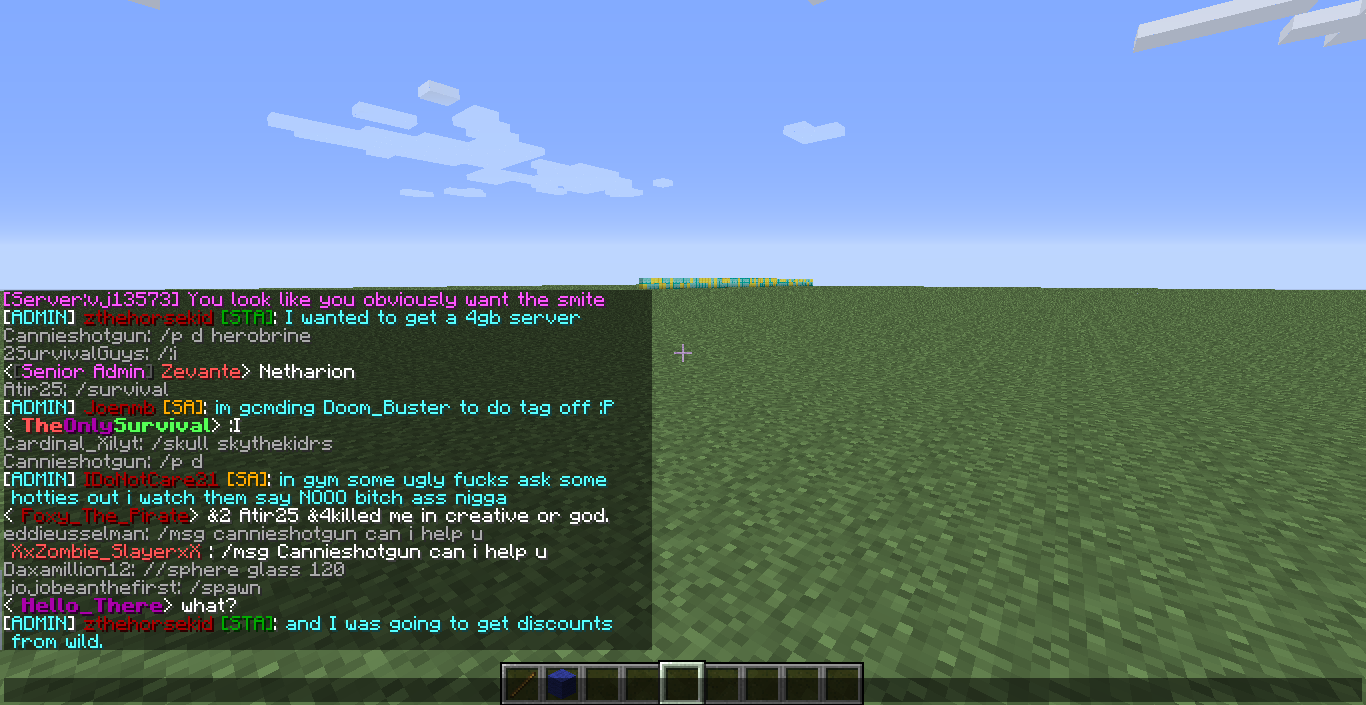 [Server:vj13573] You look like you obviously want the smite
[ADMIN] zthehorsekid [STA]: I wanted to get a 4gb server
Cannieshotgun: /p d herobrine
2SurvivalGuys: /:i
<[Senior Admin] Zevante> Netharion
Atir25: /survival
[ADMIN] Joenmb [SA]: im gcmding Doom_Buster to do tag off :P
< TheOnlySurvival> :I
Cardinal_Xilyt: /skull skythekidrs
Cannieshotgun: /p d
[ADMIN] IDoNotCare21 [SA]: in gym some ugly fucks ask some
hotties out i watch them say NOOO bitch ass nigga
< Foxy_The_Pirate> &2 Atir25 &4killed me in creative or god.
eddieusselman: /msg cannieshotgun can i help u
XxZombie_SlayerxX : /msg Cannieshotgun can i help u
Daxamillion12: //sphere glass 120
jojobeanthefirst: /spawn
< Hello_There> what?
[ADMIN] zthehorsekid [STA]: and I was going to get discounts
from wild.